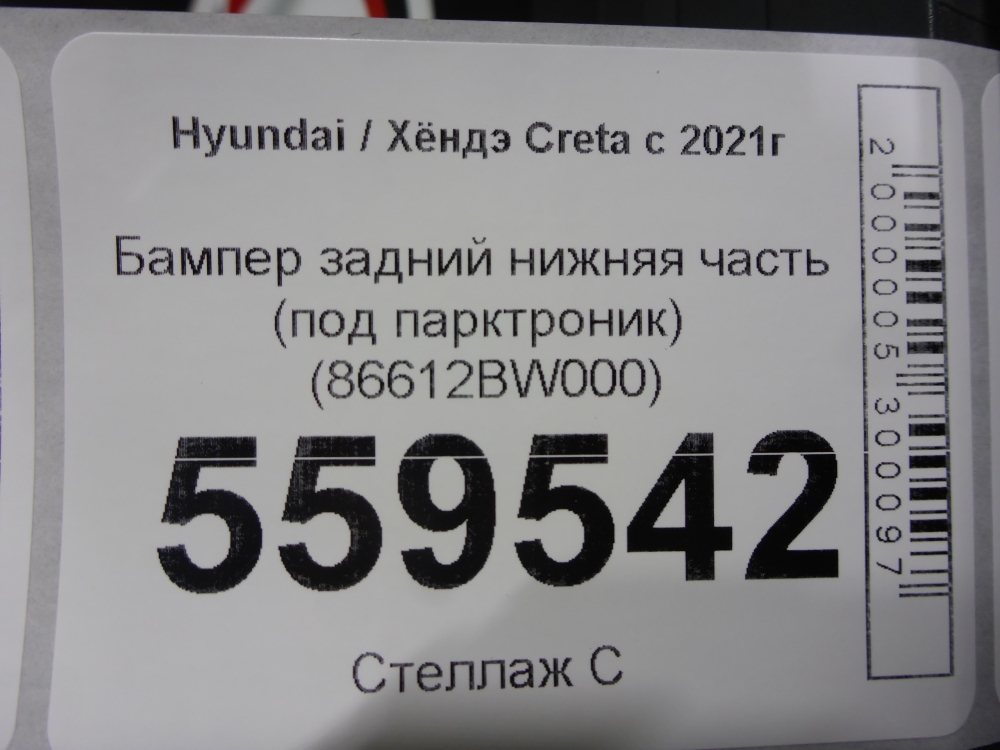 Hyundai / Хёндэ Creta с 2021г
Бампер задний нижняя часть
(под парктроник)
(86612BW000)
559542
Стеллаж С
2000005300097